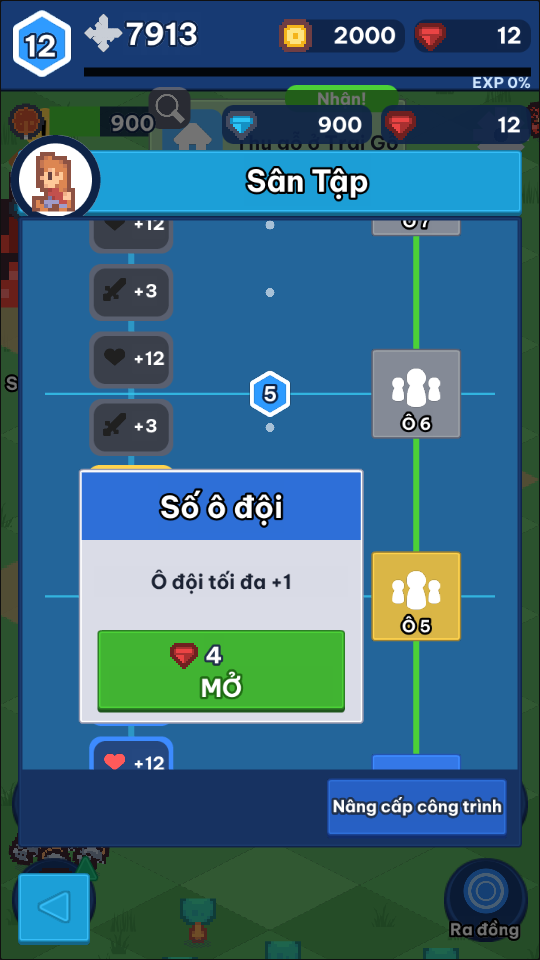 12
7913
2000
12
EXP 0%
Nhận!
900
900
12
Sân Tập
+12
Ô 7
+3
+12
5
Ô 6
+3
Số ô đội
Ô đội tối đa +1
Ô 5
4
MỞ
+12
Nâng cấp công trình
Ra đồng